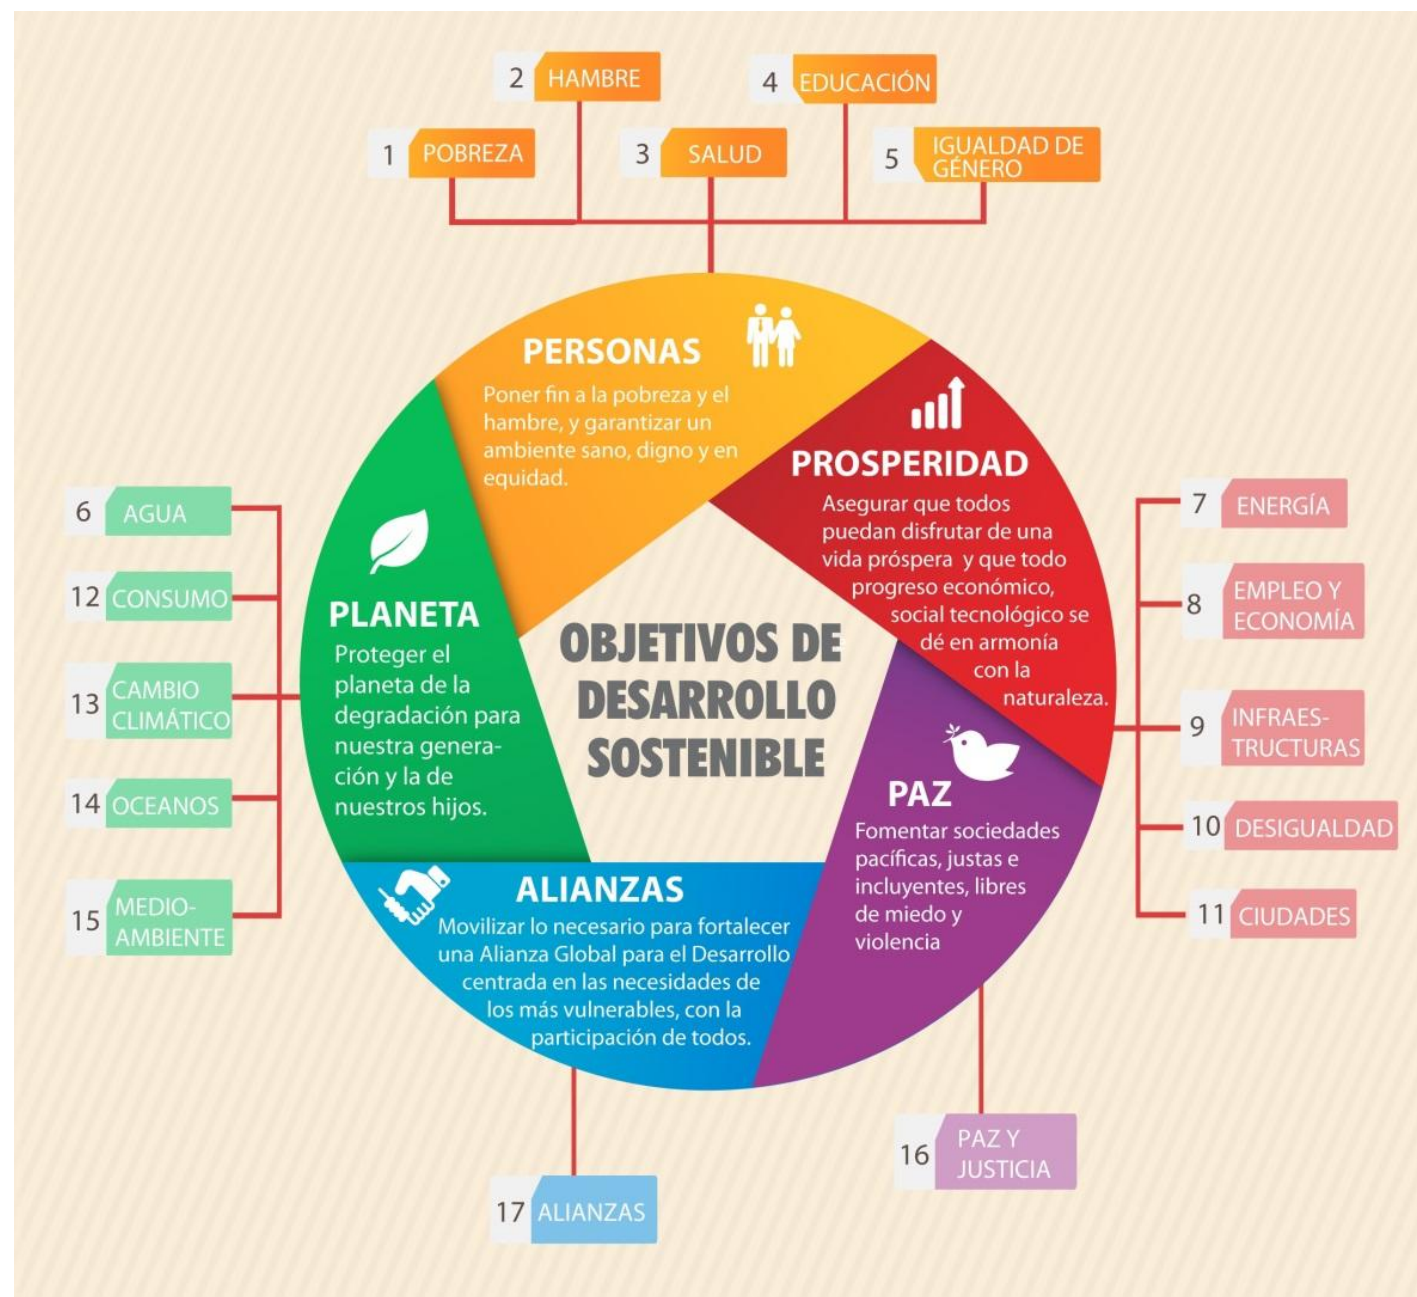 2 HAMBRE
4 EDUCACIÓN
1 POBREZA
3 SALUD
5 IGUALDAD DE
GÉNERO
PERSONAS
Poner fin a la pobreza y el
hambre, y garantizar un
ambiente sano, digno y en
equidad.
PROSPERIDAD
Asegurar que todos
puedan disfrutar de una
vida próspera y que todo
progreso económico,
social tecnológico se
dé en armonía
con la
naturaleza.
6 AGUA
12 CONSUMO
13 CAMBIO
CLIMÁTICO
14 OCEANOS
15 MEDIO-
AMBIENTE
PLANETA
Proteger el
planeta de la
degradación para
nuestra genera-
ción y la de
nuestros hijos.
OBJETIVOS DE
DESARROLLO
SOSTENIBLE
7 ENERGÍA
8 EMPLEO Y
ECONOMÍA
9 INFRAES-
TRUCTURAS
10 DESIGUALDAD
11 CIUDADES
PAZ
Fomentar sociedades
pacíficas, justas e
incluyentes, libres
de miedo y
violencia
ALIANZAS
Movilizar lo necesario para fortalecer
una Alianza Global para el Desarrollo
centrada en las necesidades de
los más vulnerables, con la
participación de todos.
16 PAZ Y
JUSTICIA
17 ALIANZAS